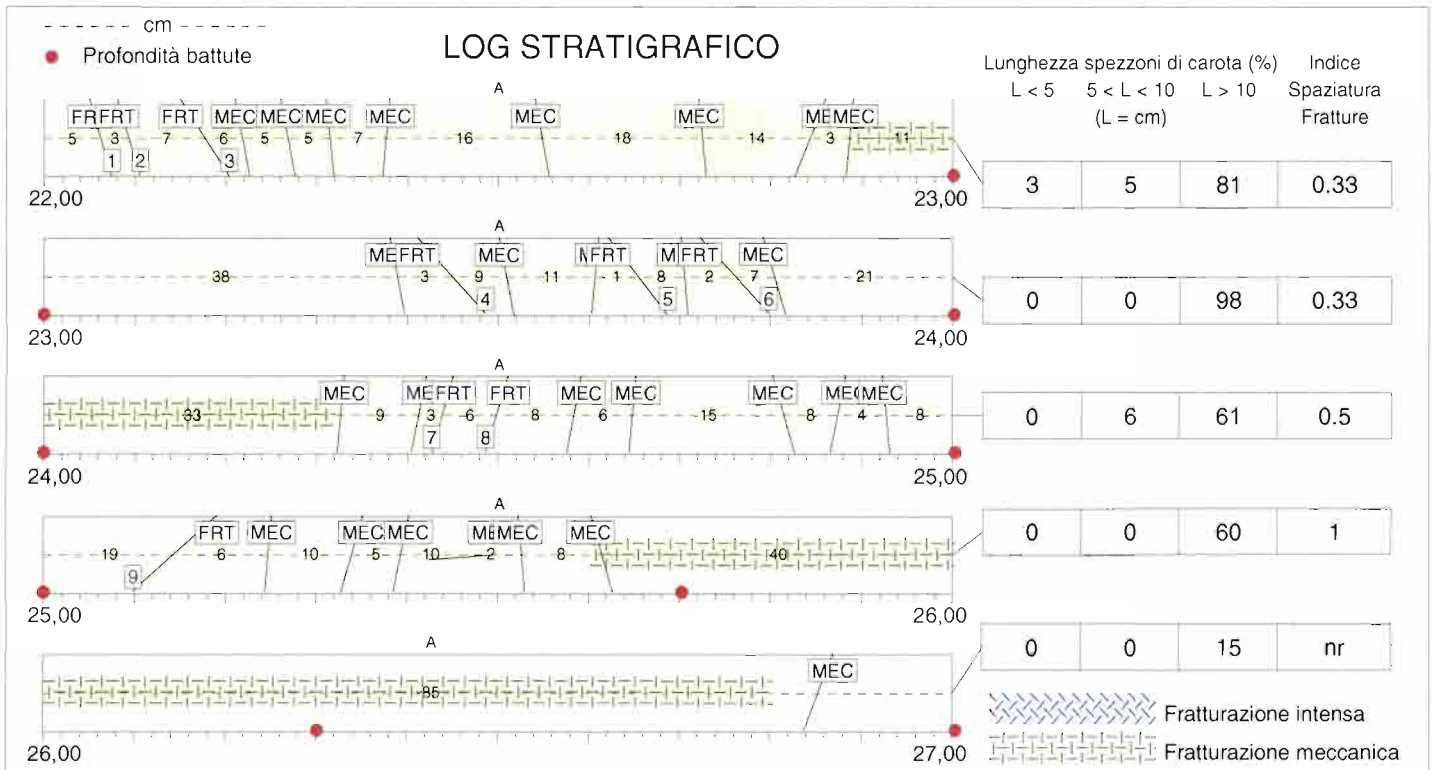 cm
Profondità battute
LOG STRATIGRAFICO
Lunghezza spezzoni di carota (%) Indice
L < 5 5 < L < 10 L > 10 Spaziatura
(L = cm) Fratture
A
FRT MEC MEC MEC MEC MEC MEC MEC
FRT
5 3 7 6 5 5 7 16 18 14 3 11
1 2 3
22,00 23,00
3 5 81 0.33
A
FRT MEC FRT FRT MEC
38 3 9 11 1 8 2 7 21
4 5 6
23,00 24,00
0 0 98 0.33
A
MEC FRT FRT MEC MEC MEC MEC
33 9 3 6 8 6 15 8 4 8
7 8
24,00 25,00
0 6 61 0.5
A
FRT MEC MEC MEC MEC MEC
19 6 10 5 10 2 8 40
9
25,00 26,00
0 0 60 1
A
MEC
85
26,00 27,00
0 0 15 nr
Fratturazione intensa
Fratturazione meccanica